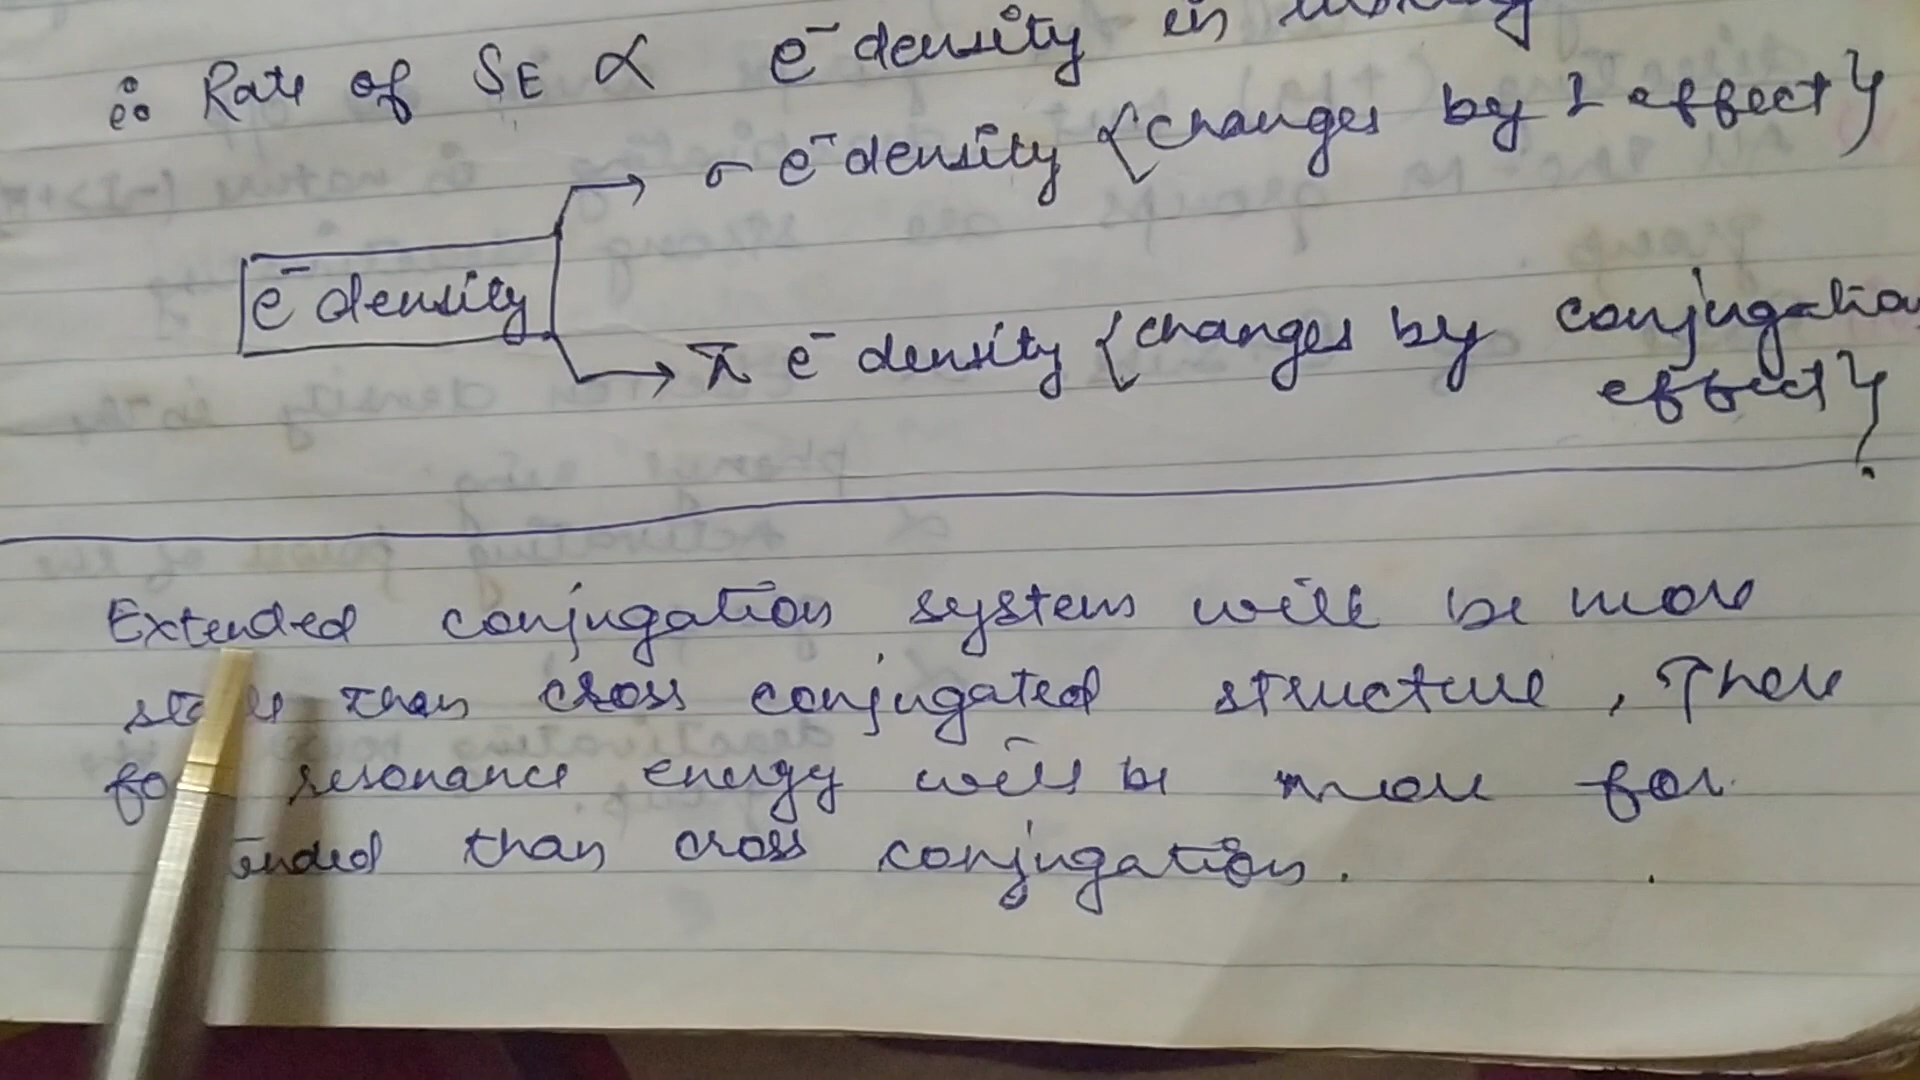 ∴ Rate of SE ∝ e⁻ density in
σ e⁻ density {changes by I effect}
e⁻ density
π e⁻ density {changes by conjugation
effect}
Extended conjugation system will be more
than cross conjugated structure, There
resonance energy will be more for
than cross conjugation.